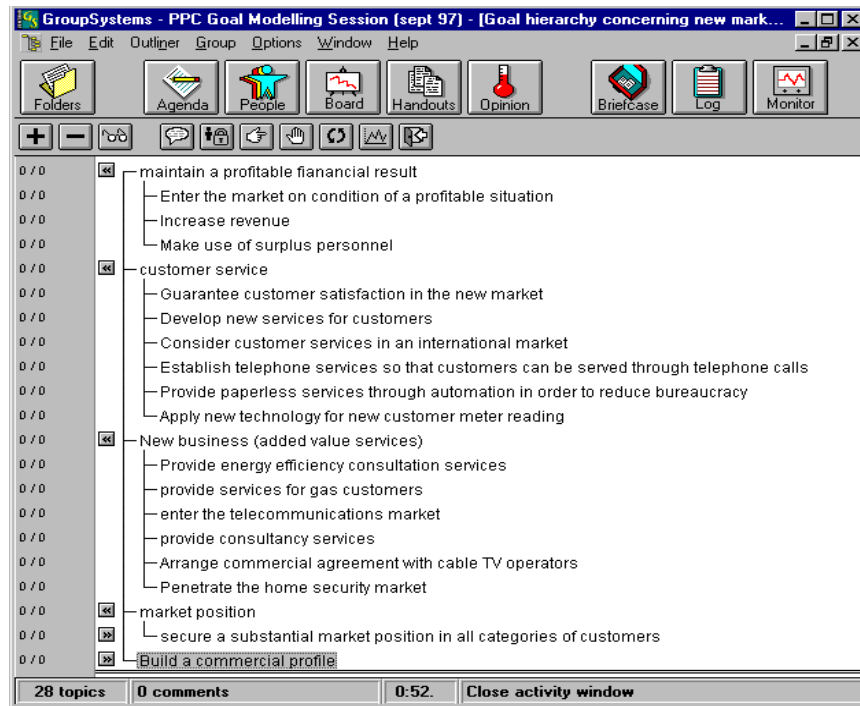 GroupSystems - PPC Goal Modelling Session (sept 97) - [Goal hierarchy concerning new mark...
File Edit Outliner Group Options Window Help
Folders Agenda People Board Handouts Opinion Briefcase Log Monitor
0 / 0 maintain a profitable fianancial result
0 / 0 Enter the market on condition of a profitable situation
0 / 0 Increase revenue
0 / 0 Make use of surplus personnel
0 / 0 customer service
0 / 0 Guarantee customer satisfaction in the new market
0 / 0 Develop new services for customers
0 / 0 Consider customer services in an international market
0 / 0 Establish telephone services so that customers can be served through telephone calls
0 / 0 Provide paperless services through automation in order to reduce bureaucracy
0 / 0 Apply new technology for new customer meter reading
0 / 0 New business (added value services)
0 / 0 Provide energy efficiency consultation services
0 / 0 provide services for gas customers
0 / 0 enter the telecommunications market
0 / 0 provide consultancy services
0 / 0 Arrange commercial agreement with cable TV operators
0 / 0 Penetrate the home security market
0 / 0 market position
0 / 0 secure a substantial market position in all categories of customers
0 / 0 Build a commercial profile
28 topics 0 comments 0:52. Close activity window